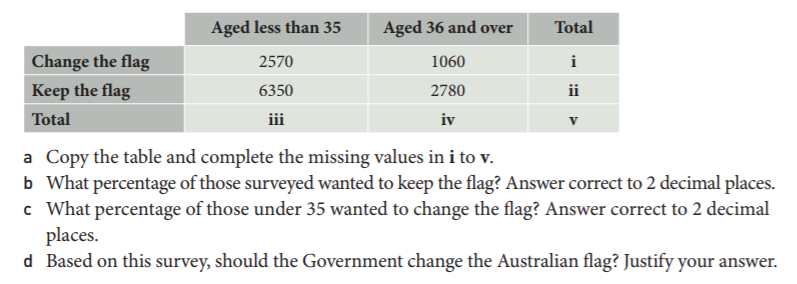 Aged less than 35 Aged 36 and over Total
Change the flag 2570 1060 i
Keep the flag 6350 2780 ii
Total iii iv v
a Copy the table and complete the missing values in i to v.
b What percentage of those surveyed wanted to keep the flag? Answer correct to 2 decimal places.
c What percentage of those under 35 wanted to change the flag? Answer correct to 2 decimal
places.
d Based on this survey, should the Government change the Australian flag? Justify your answer.